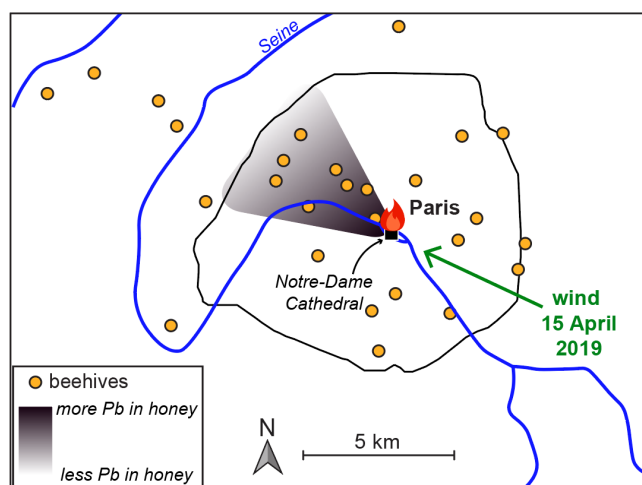 Seine
Paris
Notre-Dame
Cathedral
wind
15 April
2019
beehives
more Pb in honey
less Pb in honey
N
5 km